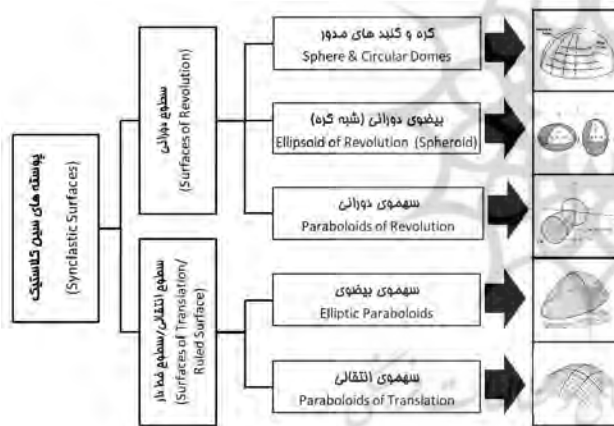 پوسته های سین کلاستیک
(Synclastic Surfaces)
سطوح دورانی
(Surfaces of Revolution)
کره و گنبد های مدور
Sphere & Circular Domes
بیضوی دورانی (شبه کره)
Ellipsoid of Revolution (Spheroid)
سهموی دورانی
Paraboloids of Revolution
سطوح انتقالی/سطوح خط دار
(Surfaces of Translation/
Ruled Surface)
سهموی بیضوی
Elliptic Paraboloids
سهموی انتقالی
Paraboloids of Translation